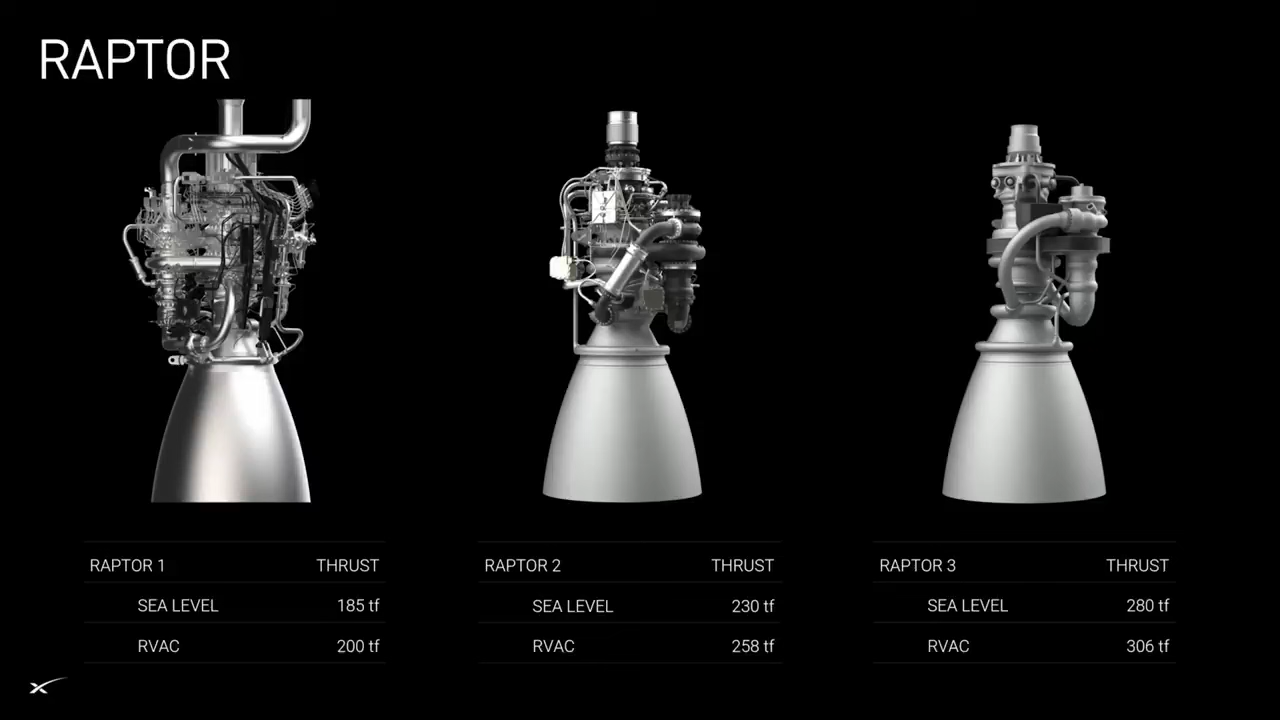 RAPTOR
RAPTOR 1 THRUST
SEA LEVEL 185 tf
RVAC 200 tf
RAPTOR 2 THRUST
SEA LEVEL 230 tf
RVAC 258 tf
RAPTOR 3 THRUST
SEA LEVEL 280 tf
RVAC 306 tf